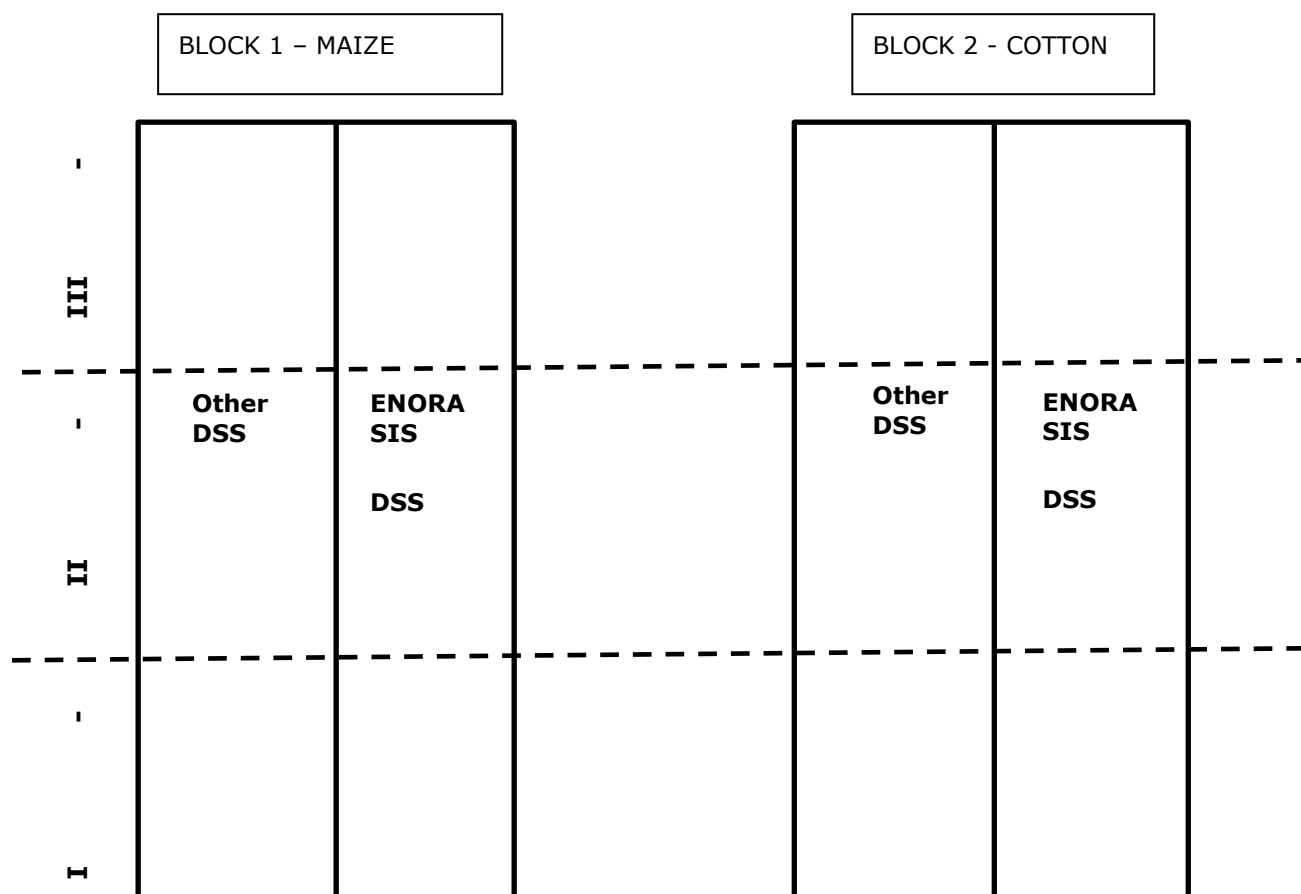 BLOCK 1 – MAIZE
BLOCK 2 - COTTON
- III
Other
DSS
ENORA
SIS
DSS
Other
DSS
ENORA
SIS
DSS
- II
- I